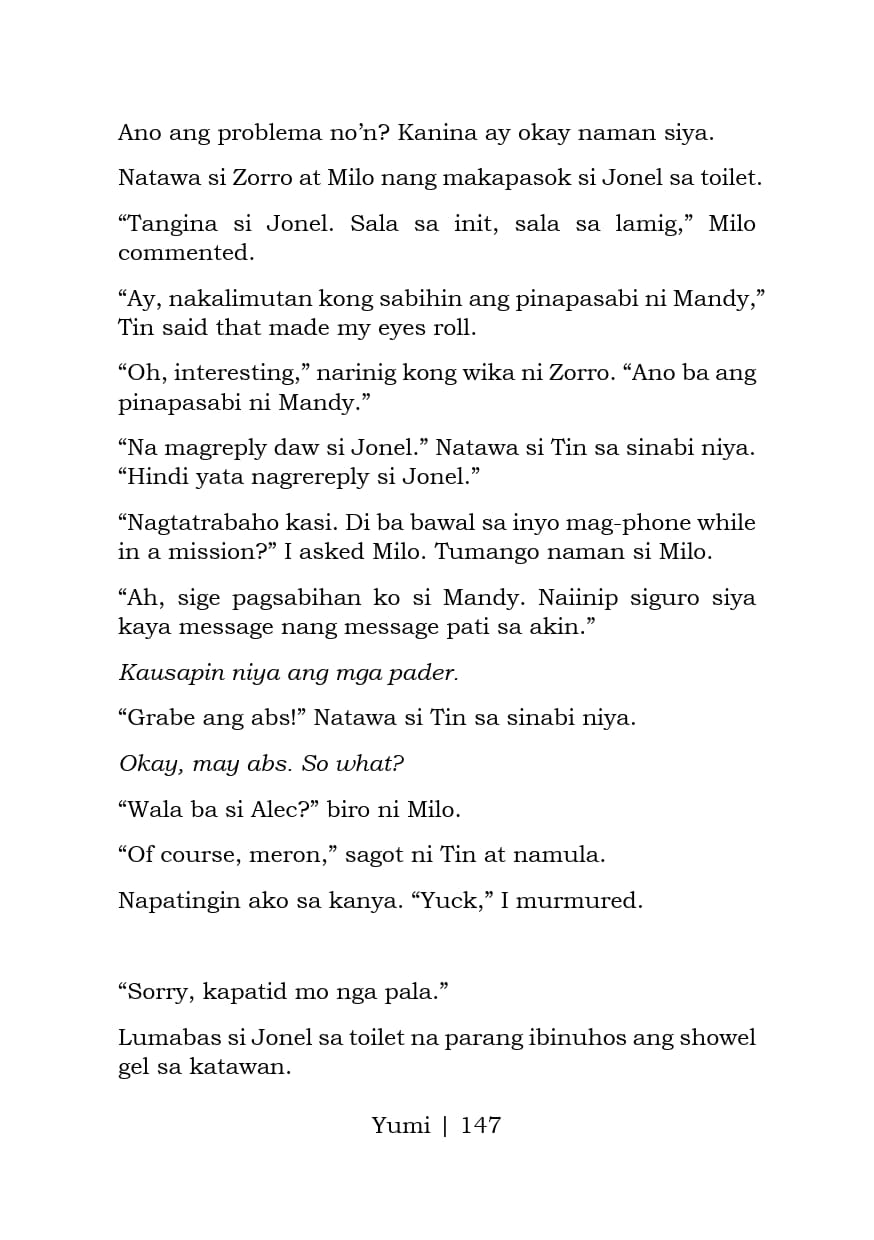 Ano ang problema no’n? Kanina ay okay naman siya.
Natawa si Zorro at Milo nang makapasok si Jonel sa toilet.
“Tangina si Jonel. Sala sa init, sala sa lamig,” Milo
commented.
“Ay, nakalimutan kong sabihin ang pinapasabi ni Mandy,”
Tin said that made my eyes roll.
“Oh, interesting,” narinig kong wika ni Zorro. “Ano ba ang
pinapasabi ni Mandy.”
“Na magreply daw si Jonel.” Natawa si Tin sa sinabi niya.
“Hindi yata nagrereply si Jonel.”
“Nagtatrabaho kasi. Di ba bawal sa inyo mag-phone while
in a mission?” I asked Milo. Tumango naman si Milo.
“Ah, sige pagsabihan ko si Mandy. Naiinip siguro siya
kaya message nang message pati sa akin.”
Kausapin niya ang mga pader.
“Grabe ang abs!” Natawa si Tin sa sinabi niya.
Okay, may abs. So what?
“Wala ba si Alec?” biro ni Milo.
“Of course, meron,” sagot ni Tin at namula.
Napatingin ako sa kanya. “Yuck,” I murmured.
“Sorry, kapatid mo nga pala.”
Lumabas si Jonel sa toilet na parang ibinuhos ang showel
gel sa katawan.
Yumi | 147